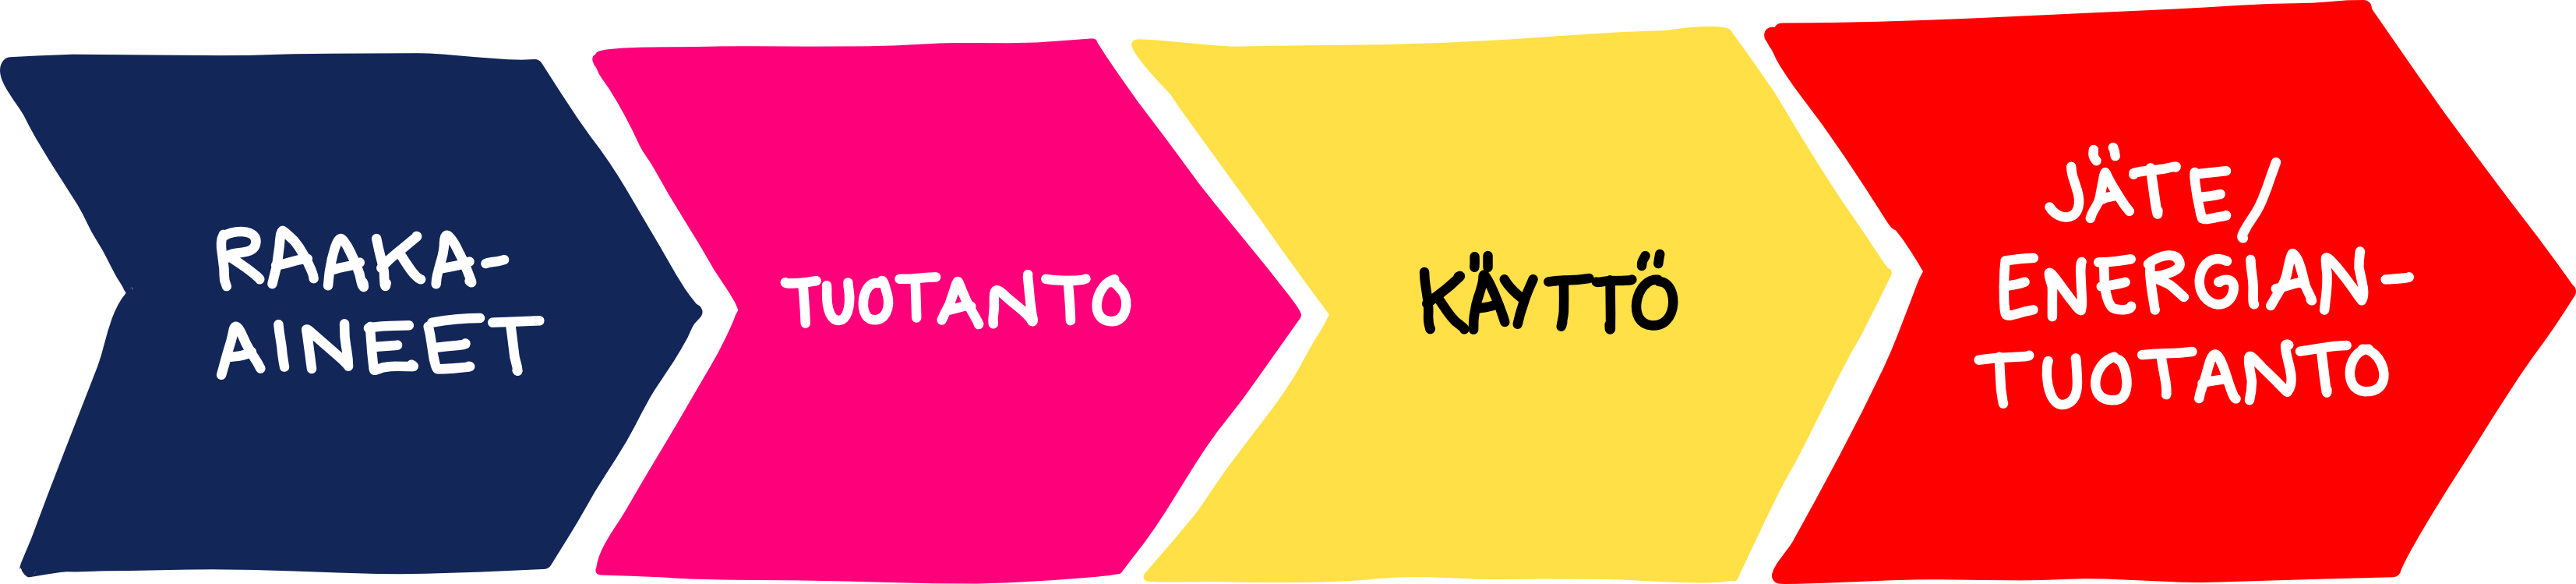 RAAKA-
AINEET
TUOTANTO
KÄYTTÖ
JÄTE/
ENERGIAN-
TUOTANTO